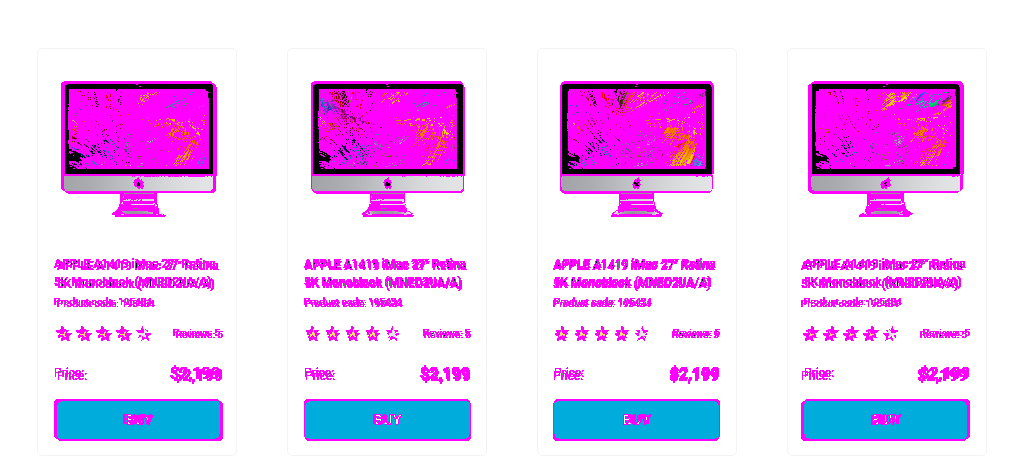 APPLE A1419 iMac 27" Retina
5K Monoblock (MNED2UA/A)
Product code: 195434
Reviews: 5
Price:
$2,199
BUY
APPLE A1419 iMac 27" Retina
5K Monoblock (MNED2UA/A)
Product code: 195434
Reviews: 5
Price:
$2,199
BUY
APPLE A1419 iMac 27" Retina
5K Monoblock (MNED2UA/A)
Product code: 195434
Reviews: 5
Price:
$2,199
BUY
APPLE A1419 iMac 27" Retina
5K Monoblock (MNED2UA/A)
Product code: 195434
Reviews: 5
Price:
$2,199
BUY